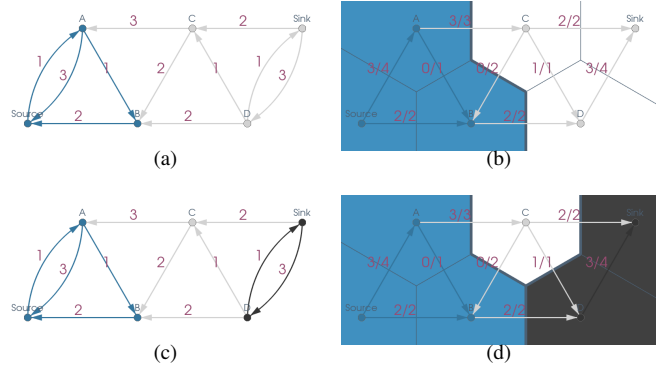 A 3 C 2 Sink
1 3 1 2 1 1 3
Source 2 B 2 D
(a)
A 3/3 C 2/2 Sink
3/4 0/1 0/2 1/1 3/4
Source 2/2 B 2/2 D
(b)
A 3 C 2 Sink
1 3 1 2 1 1 3
Source 2 B 2 D
(c)
A 3/3 C 2/2 Sink
3/4 0/1 0/2 1/1 3/4
Source 2/2 B 2/2 D
(d)